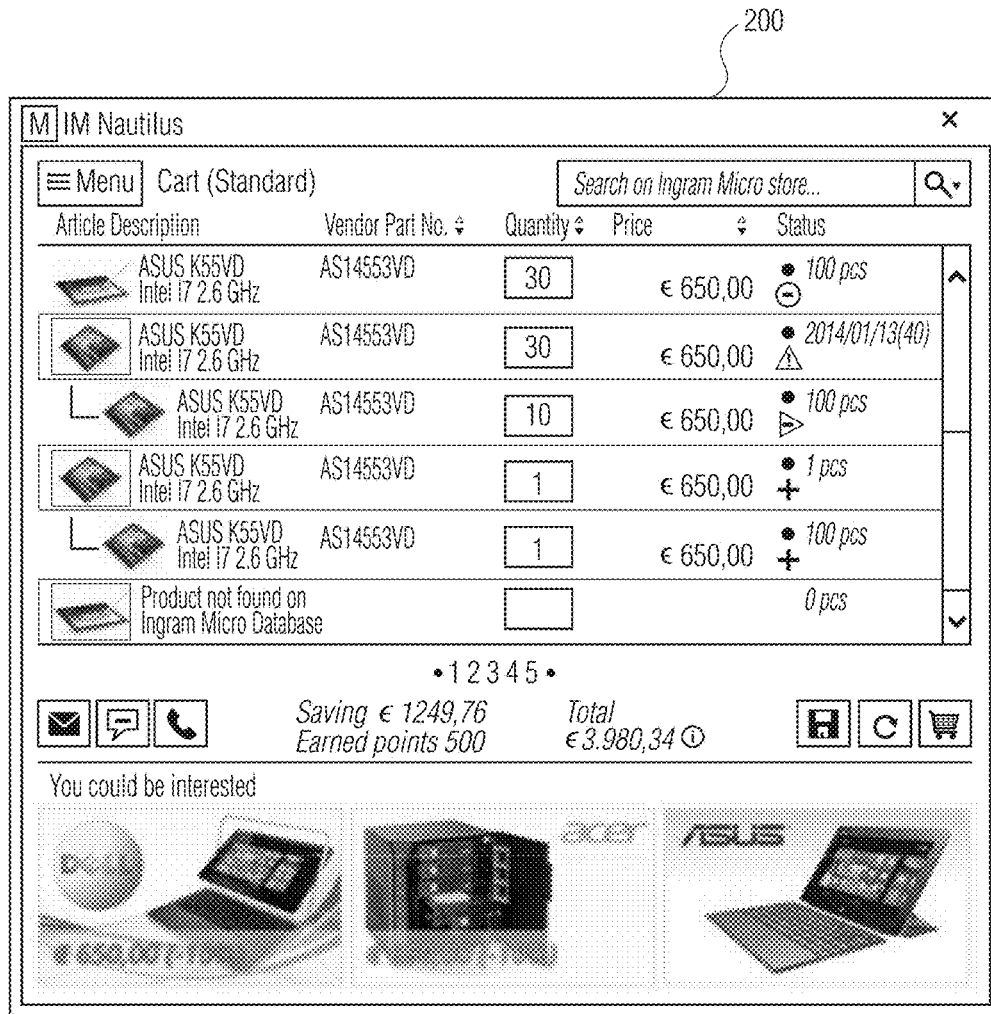 200
M IM Nautilus ×
Menu Cart (Standard) Search on Ingram Micro store...
Article Description Vendor Part No. Quantity Price Status
ASUS K55VD AS14553VD 30 € 650,00 100 pcs
Intel I7 2.6 GHz
ASUS K55VD AS14553VD 30 € 650,00 2014/01/13(40)
Intel I7 2.6 GHz
ASUS K55VD AS14553VD 10 € 650,00 100 pcs
Intel I7 2.6 GHz
ASUS K55VD AS14553VD 1 € 650,00 1 pcs
Intel I7 2.6 GHz
ASUS K55VD AS14553VD 1 € 650,00 100 pcs
Intel I7 2.6 GHz
Product not found on 0 pcs
Ingram Micro Database
•1 2 3 4 5•
Saving € 1249,76 Total
Earned points 500 €3.980,34
You could be interested
acer ASUS